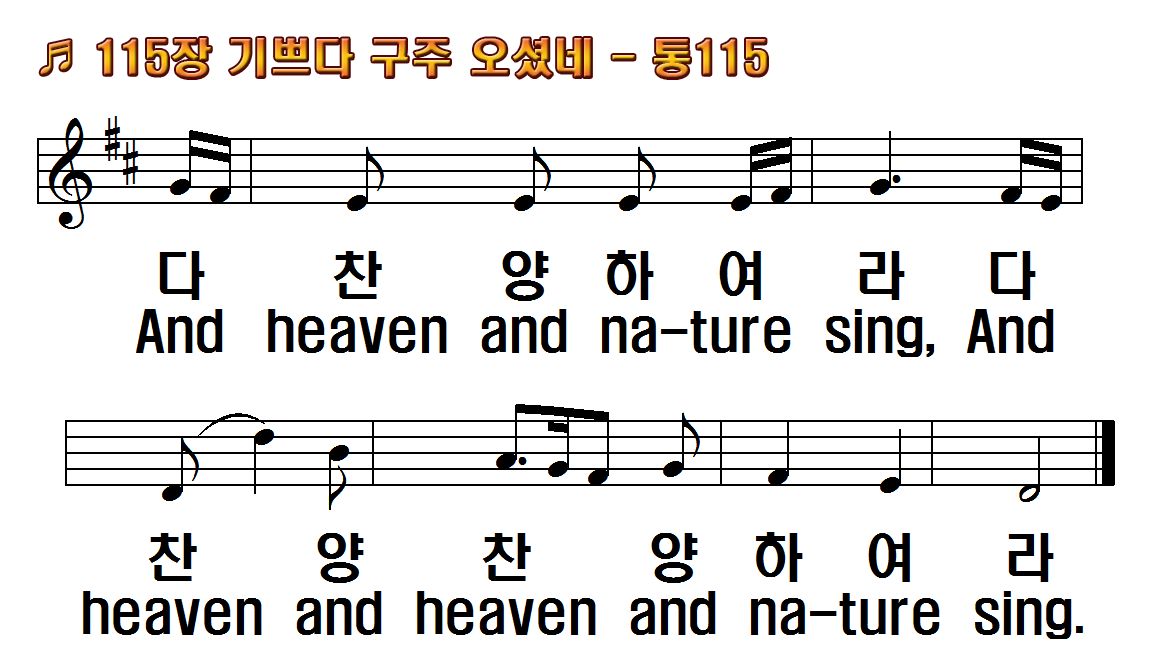 ♬ 115장 기쁘다 구주 오셨네 - 통115
다 찬 양 하 여 라 다
And heaven and na-ture sing, And
찬 양 찬 양 하 여 라
heaven and heaven and na-ture sing.